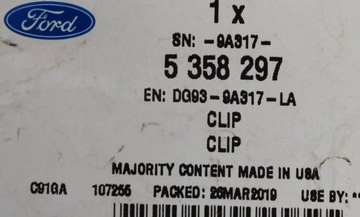 Ford
1 x
SN: -9A317-
5 358 297
EN: DG93-9A317-LA
CLIP
CLIP
MAJORITY CONTENT MADE IN USA
C91GA 107255 PACKED: 26MAR2019 USE BY: **